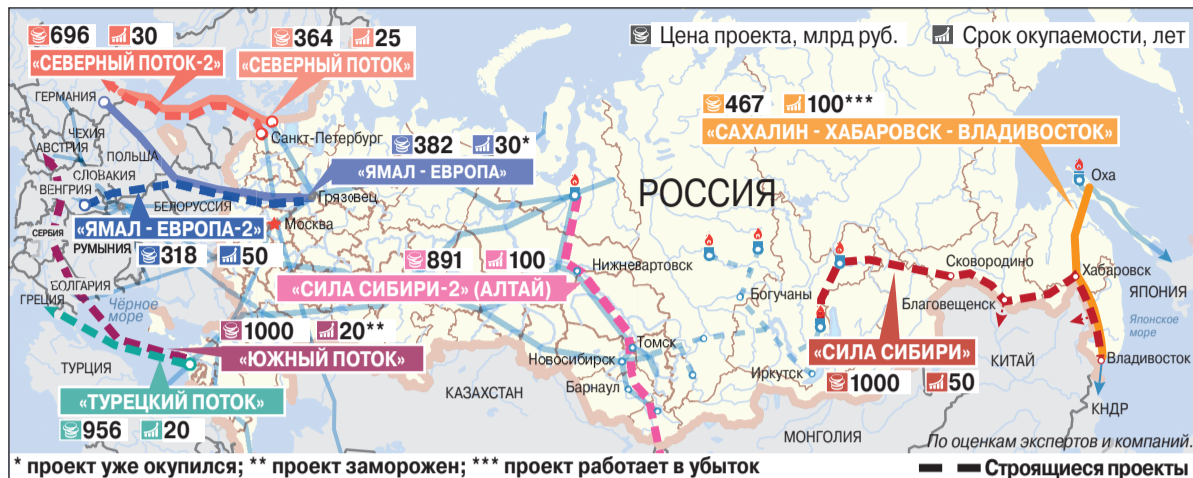 696 30
«СЕВЕРНЫЙ ПОТОК-2»
364 25
«СЕВЕРНЫЙ ПОТОК»
Цена проекта, млрд руб. Срок окупаемости, лет
ГЕРМАНИЯ
ЧЕХИЯ
АВСТРИЯ
ПОЛЬША
СЛОВАКИЯ
ВЕНГРИЯ
БЕЛОРУССИЯ
Санкт-Петербург
382 30*
«ЯМАЛ - ЕВРОПА»
Грязовец
Москва
«ЯМАЛ - ЕВРОПА-2»
318 50
СЕРБИЯ
РУМЫНИЯ
БОЛГАРИЯ
ГРЕЦИЯ
Чёрное
море
ТУРЦИЯ
РОССИЯ
467 100***
«САХАЛИН - ХАБАРОВСК - ВЛАДИВОСТОК»
Оха
891 100
«СИЛА СИБИРИ-2» (АЛТАЙ)
Нижневартовск
Богучаны
Сковородино
Хабаровск
Благовещенск
ЯПОНИЯ
Японское
море
1000 20**
«ЮЖНЫЙ ПОТОК»
Томск
Новосибирск
Барнаул
Иркутск
«СИЛА СИБИРИ»
1000 50
КИТАЙ
Владивосток
КНДР
«ТУРЕЦКИЙ ПОТОК»
956 20
КАЗАХСТАН
МОНГОЛИЯ
По оценкам экспертов и компаний.
* проект уже окупился; ** проект заморожен; *** проект работает в убыток
Строящиеся проекты